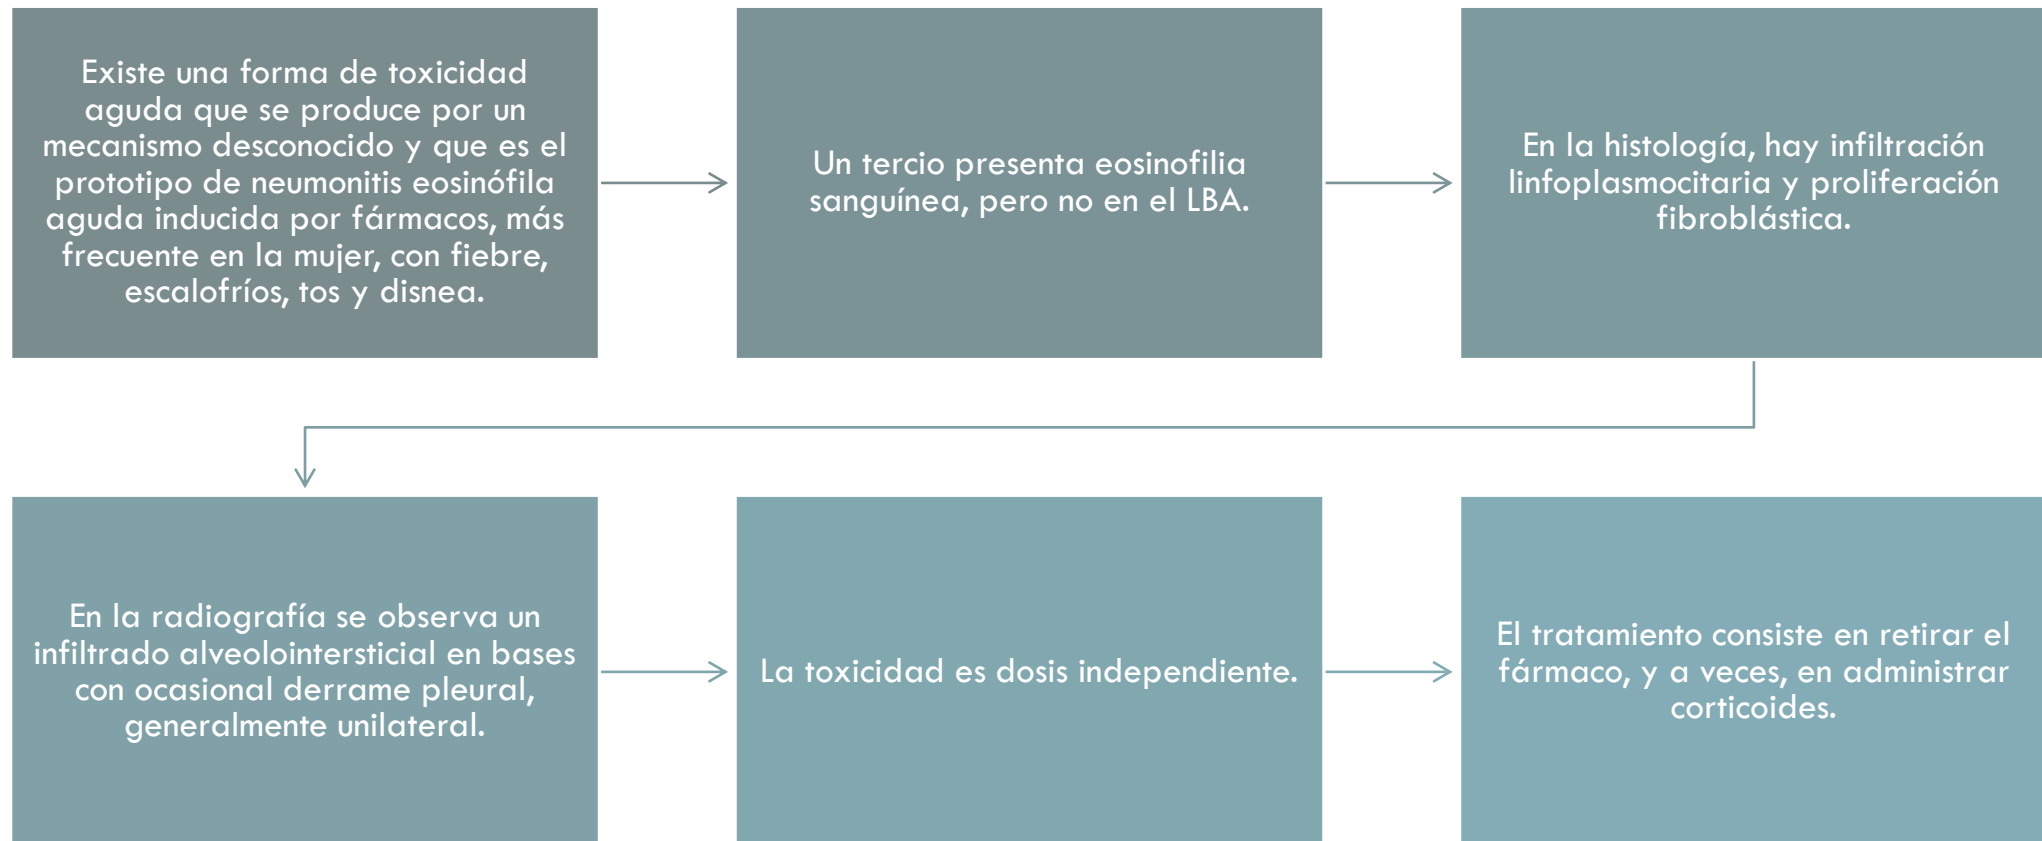 Existe una forma de toxicidad
aguda que se produce por un
mecanismo desconocido y que es el
prototipo de neumonitis eosinófila
aguda inducida por fármacos, más
frecuente en la mujer, con fiebre,
escalofríos, tos y disnea.
Un tercio presenta eosinofilia
sanguínea, pero no en el LBA.
En la histología, hay infiltración
linfoplasmocitaria y proliferación
fibroblástica.
En la radiografía se observa un
infiltrado alveolointersticial en bases
con ocasional derrame pleural,
generalmente unilateral.
La toxicidad es dosis independiente.
El tratamiento consiste en retirar el
fármaco, y a veces, en administrar
corticoides.